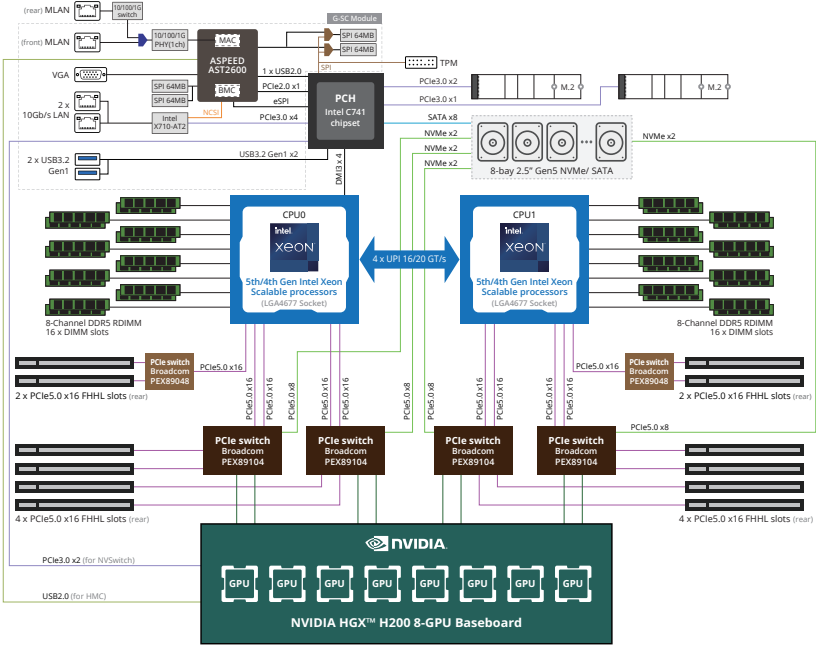 (rear) MLAN
10/100/1G
switch
G-SC Module
(front) MLAN
10/100/1G
PHY(1ch)
MAC
SPI 64MB
SPI 64MB
ASPEED
AST2600
SPI
TPM
VGA
1 x USB2.0
SPI 64MB
BMC
PCIe2.0 x1
SPI 64MB
eSPI
2 x
10Gb/s LAN
NCSI
Intel
X710-AT2
PCIe3.0 x4
PCH
Intel C741
chipset
PCIe3.0 x2
M.2
M.2
PCIe3.0 x1
SATA x8
NVMe x2
NVMe x2
NVMe x2
NVMe x2
8-bay 2.5" Gen5 NVMe/ SATA
2 x USB3.2
Gen1
USB3.2 Gen1 x2
DMI3 x 4
CPU0
intel
xeon
5th/4th Gen Intel Xeon
Scalable processors
(LGA4677 Socket)
4 x UPI 16/20 GT/s
CPU1
intel
xeon
5th/4th Gen Intel Xeon
Scalable processors
(LGA4677 Socket)
8-Channel DDR5 RDIMM
16 x DIMM slots
8-Channel DDR5 RDIMM
16 x DIMM slots
PCIe switch
Broadcom
PEX89048
PCIe5.0 x16
2 x PCIe5.0 x16 FHHL slots (rear)
PCIe5.0 x16
PCIe switch
Broadcom
PEX89048
2 x PCIe5.0 x16 FHHL slots (rear)
PCIe5.0 x16
PCIe5.0 x16
PCIe5.0 x8
PCIe5.0 x16
PCIe5.0 x16
PCIe5.0 x8
PCIe5.0 x8
PCIe5.0 x16
PCIe5.0 x16
PCIe5.0 x16
PCIe5.0 x16
PCIe5.0 x8
PCIe switch
Broadcom
PEX89104
PCIe switch
Broadcom
PEX89104
PCIe switch
Broadcom
PEX89104
PCIe switch
Broadcom
PEX89104
4 x PCIe5.0 x16 FHHL slots (rear)
4 x PCIe5.0 x16 FHHL slots (rear)
NVIDIA
PCIe3.0 x2 (for NVSwitch)
GPU
GPU
GPU
GPU
GPU
GPU
GPU
GPU
USB2.0 (for HMC)
NVIDIA HGX™ H200 8-GPU Baseboard